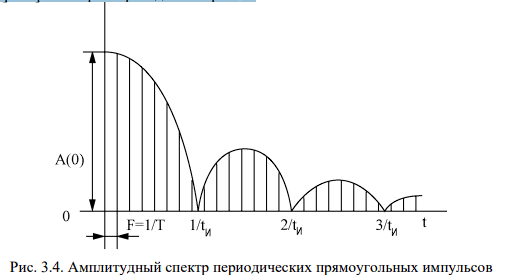 A(0)
0
F=1/T
1/tИ
2/tИ
3/tИ
t
Рис. 3.4. Амплитудный спектр периодических прямоугольных импульсов